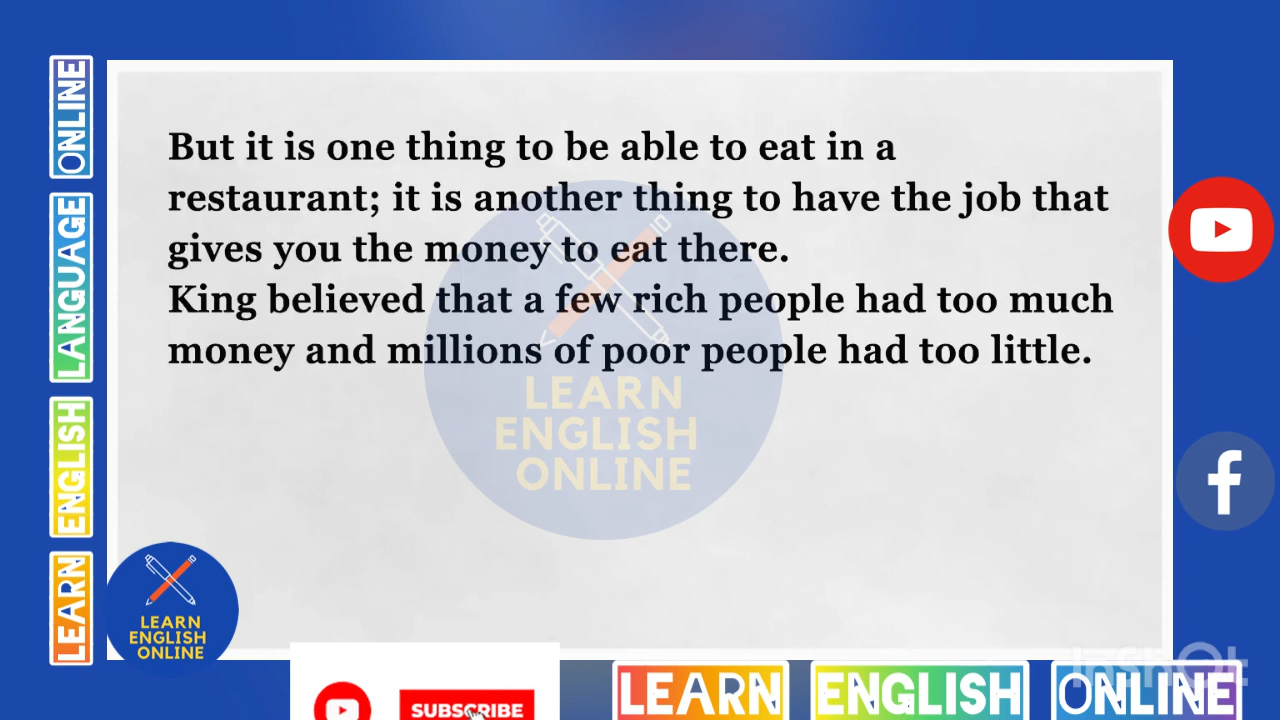 But it is one thing to be able to eat in a
restaurant; it is another thing to have the job that
gives you the money to eat there.
King believed that a few rich people had too much
money and millions of poor people had too little.
LEARN
ENGLISH
ONLINE
LEARN ENGLISH LANGUAGE ONLINE
LEARN
ENGLISH
ONLINE
SUBSCRIBE
LEARN ENGLISH ONLINE
InShOt